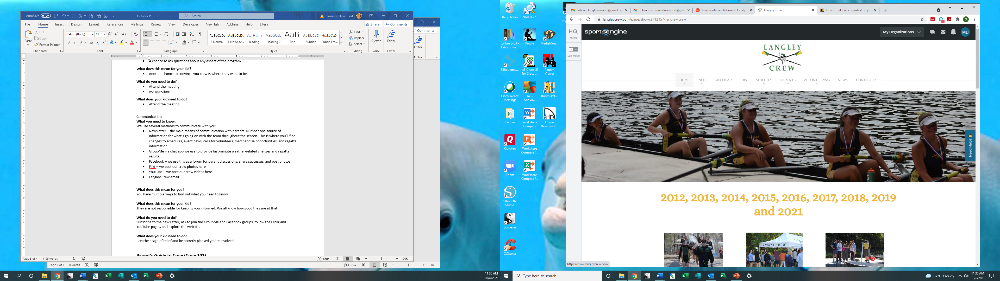 AutoSave Off
October Pa...
Search
Suzanne Davenport
File Home Insert Design Layout References Mailings Review View Developer New Tab Add-ins Help Litera
Share Comments
Paste
Cut
Copy
Format Painter
Calibri (Body) 11
AaBbCcDc AaBbCcDc AaBbCc AaBbCcD AaB AaBbCcD AaBbCcDc
¶ Normal ¶ No Spac... Heading 1 Heading 2 Title Subtitle Subtle Em...
Find
Replace
Select
Dictate
Editor
Clipboard Font Paragraph Styles Editing Voice Editor
Comments
Editor
Editor
• A chance to ask questions about any aspect of the program
What does this mean for your kid?
• Another chance to convince you crew is where they want to be
What do you need to do?
• Attend the meeting
• Ask questions
What does your kid need to do?
• Attend the meeting
Communication
What you need to know:
We use several methods to communicate with you:
• Newsletter – the main means of communication with parents. Number one source of
information for what's going on with the team throughout the season. This is where you'll find
changes to schedules, event news, calls for volunteers, merchandise opportunities, and regatta
information.
• GroupMe – a chat app we use to provide last-minute weather-related changes and regatta
results.
• Facebook – we use this as a forum for parent discussions, share successes, and post photos
• Flikr – we post our crew photos here
• YouTube – we post our crew videos here
• Langley Crew email
What does this mean for you?
You have multiple ways to find out what you need to know
What does this mean for your kid?
They are not responsible for keeping you informed. We all know how good they are at that.
What do you need to do?
Subscribe to the newsletter, ask to join the GroupMe and Facebook groups, follow the Flickr and
YouTube pages, and explore the website.
What does your kid need to do?
Breathe a sigh of relief and be secretly pleased you're involved
Parent's Guide to Crew (Crew 101)
Page 3 of 4 1195 words
Focus
100%
Page 1 of 1 0 words
Focus
100%
11:30 AM
10/6/2021
Recycle Bin
'Diff Doc'
calibre 64bit -
E-book ma...
Kindle
MediaMon...
SilhouetteL...
KG-Chart LE
for Cross ...
Pattern
Viewer
Cisco Webex
Meetings
AVG
AntiVir...
RoomSket...
Recipes
Workshare
Compare
Home
Designer P...
Quicken
Workshare
Compare f...
Zoom
Workshare
Compare f...
Silhouette
Studio
Scrivener
CCleaner
Inbox - langleyrowing@gmail.co
Inbox - suzanneldavenport@goo
Free Printable Halloween Candy
Langley Crew
How to Take a Screenshot on you
langleycrew.com/page/show/2712157-langley-crew
HQ
Home
OFF
Edit Mode
sportsengine
My Organizations
MD
LANGLEY
CREW
HOME INFO CALENDAR JOIN ATHLETES PARENTS VOLUNTEERING NEWS CONTACT US
Need Help?
2012, 2013, 2014, 2015, 2016, 2017, 2018, 2019
and 2021
LANGLEY CREW
https://www.langleycrew.com
Type here to search
67°F Cloudy
11:30 AM
10/6/2021